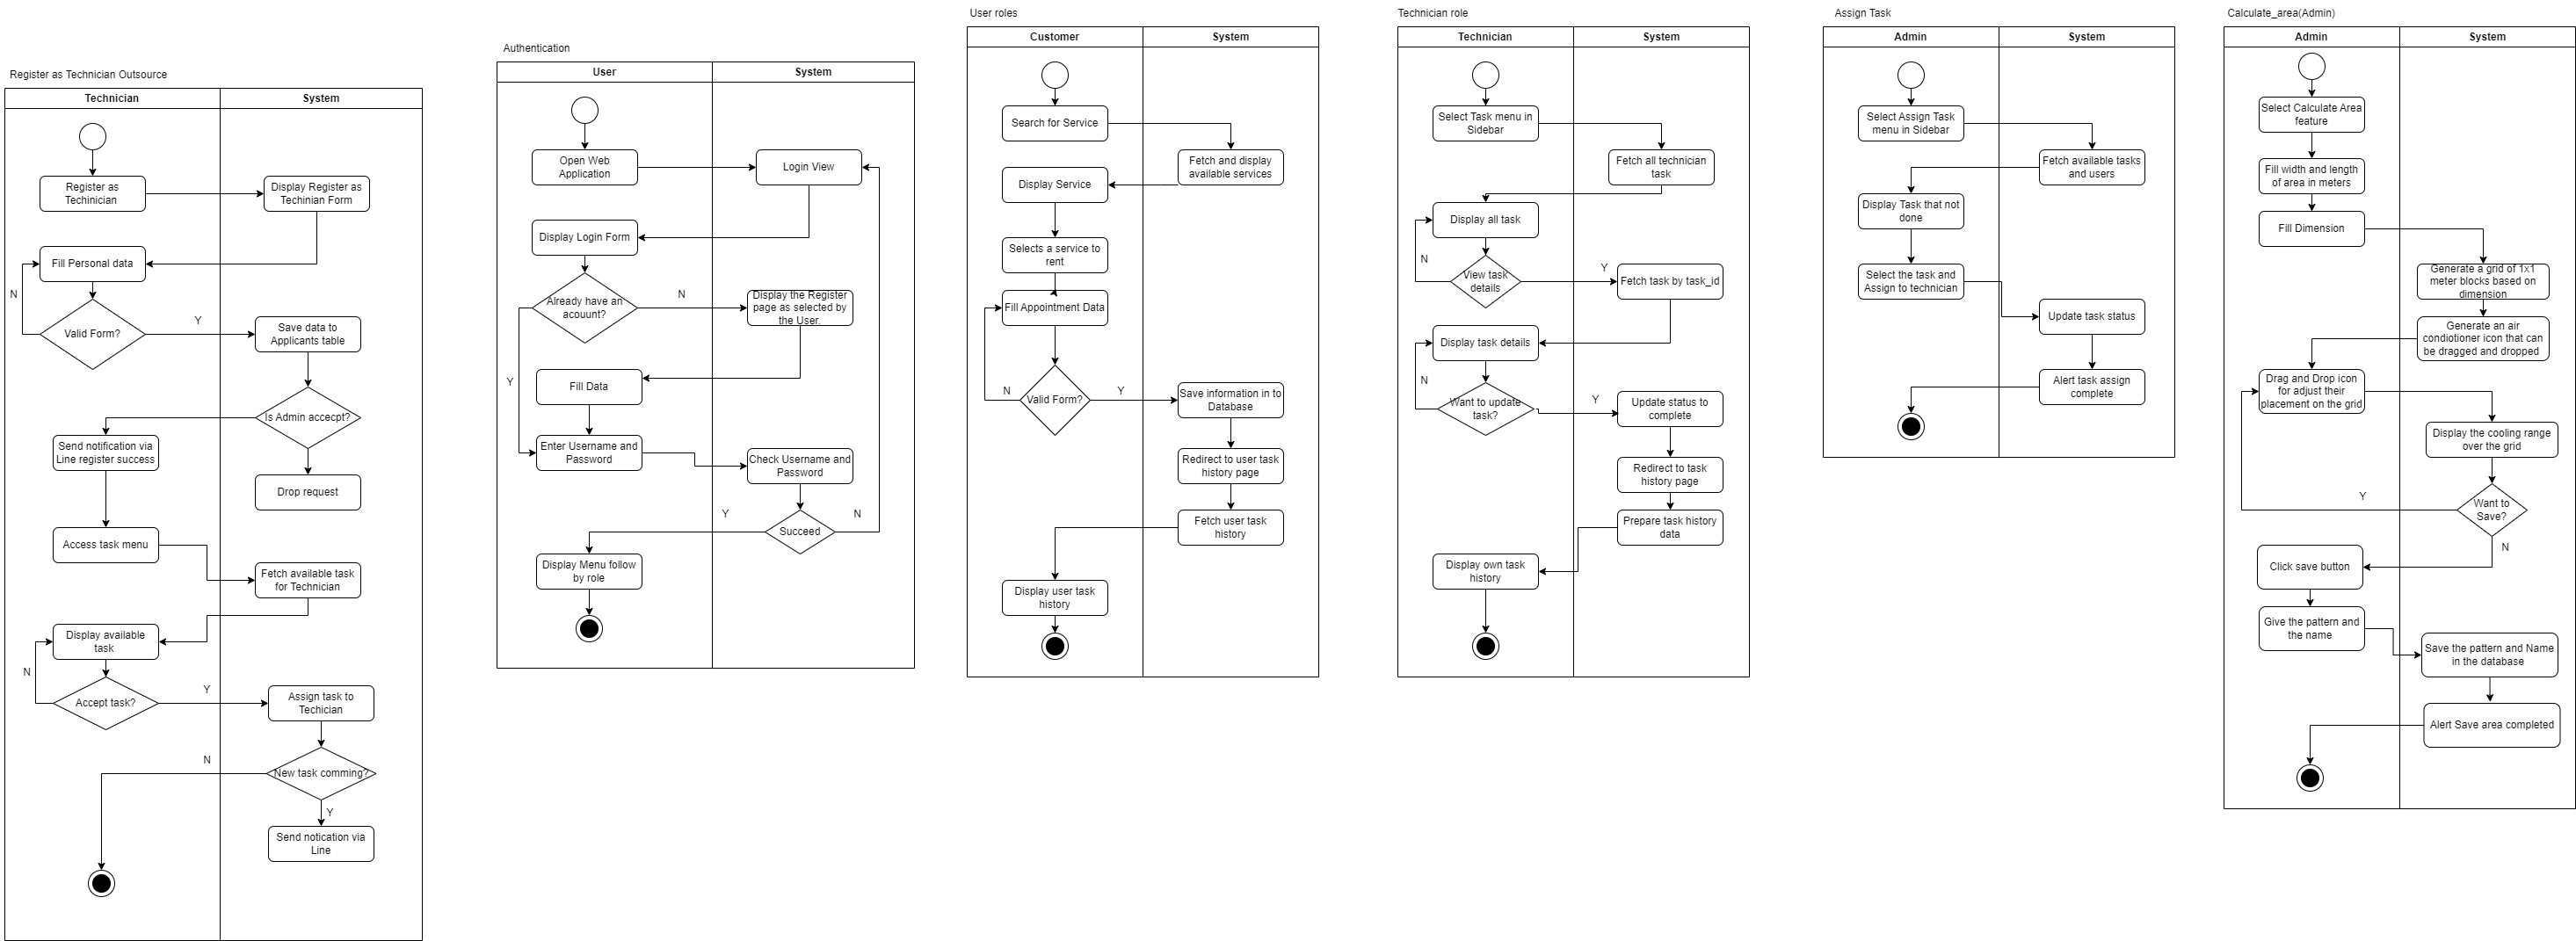 Register as Technician Outsource
Technician
System
Register as
Techinician
Display Register as
Techinian Form
Fill Personal data
N
Valid Form?
Y
Save data to
Applicants table
Is Admin accecpt?
Send notification via
Line register success
Drop request
Access task menu
Fetch available task
for Technician
Display available
task
N
Accept task?
Y
Assign task to
Techician
N
New task comming?
Y
Send notication via
Line
Authentication
User
System
Open Web
Application
Login View
Display Login Form
Already have an
acouunt?
N
Display the Register
page as selected by
the User.
Y
Fill Data
Enter Username and
Password
Check Username and
Password
Y
Succeed
N
Display Menu follow
by role
User roles
Customer
System
Search for Service
Fetch and display
available services
Display Service
Selects a service to
rent
Fill Appointment Data
N
Valid Form?
Y
Save information in to
Database
Redirect to user task
history page
Fetch user task
history
Display user task
history
Technician role
Technician
System
Select Task menu in
Sidebar
Fetch all technician
task
Display all task
N
View task
details
Y
Fetch task by task_id
Display task details
N
Want to update
task?
Y
Update status to
complete
Redirect to task
history page
Prepare task history
data
Display own task
history
Assign Task
Admin
System
Select Assign Task
menu in Sidebar
Fetch available tasks
and users
Display Task that not
done
Select the task and
Assign to technician
Update task status
Alert task assign
complete
Calculate_area(Admin)
Admin
System
Select Calculate Area
feature
Fill width and length
of area in meters
Fill Dimension
Generate a grid of 1x1
meter blocks based on
dimension
Generate an air
condiotioner icon that can
be dragged and dropped
Drag and Drop icon
for adjust their
placement on the grid
Display the cooling range
over the grid
Y
Want to
Save?
N
Click save button
Give the pattern and
the name
Save the pattern and Name
in the database
Alert Save area completed